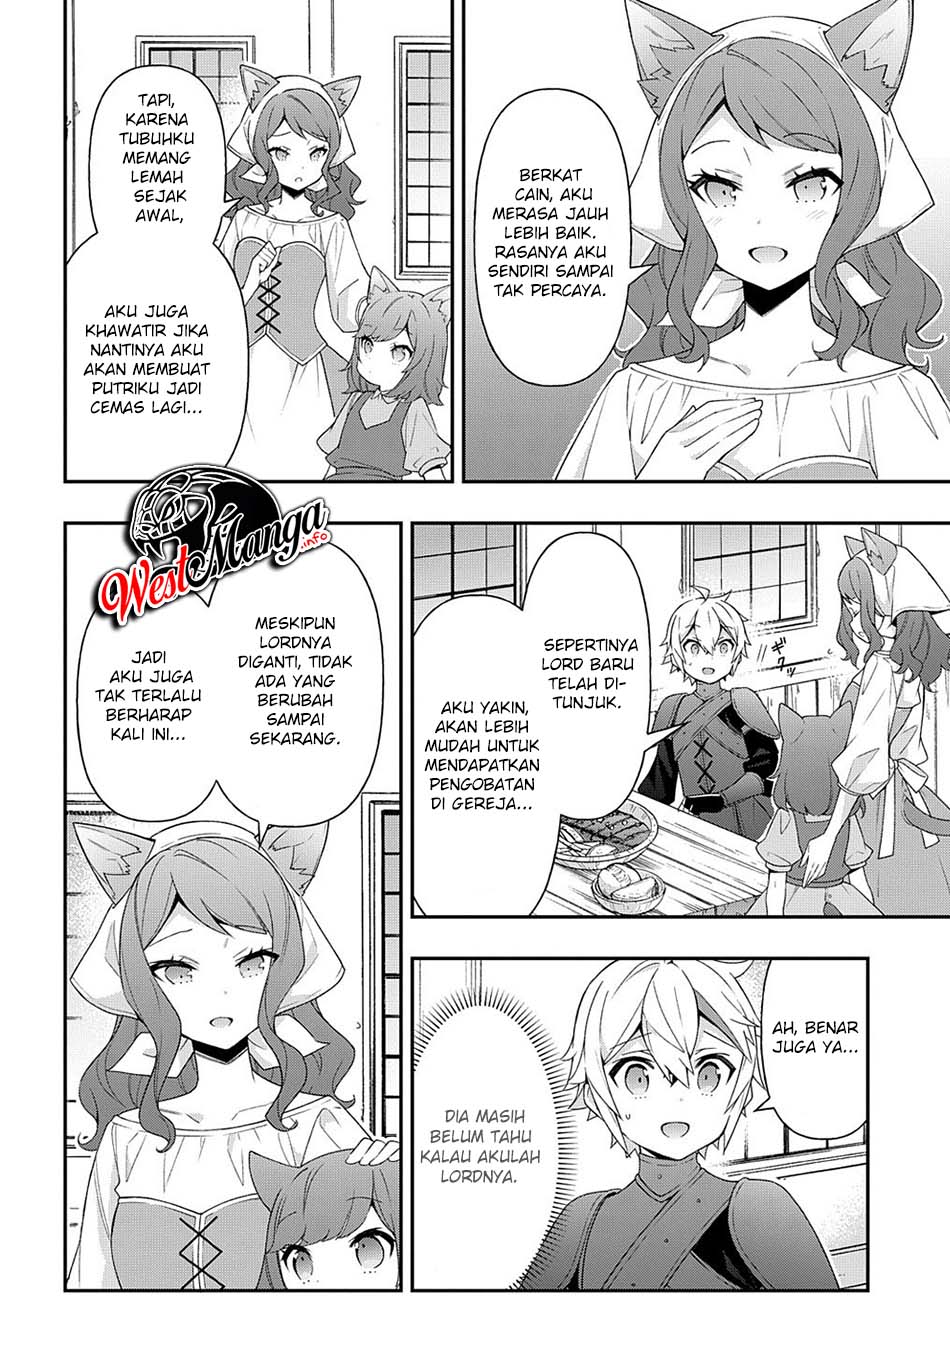 BERKAT
CAIN, AKU
MERASA JAUH
LEBIH BAIK.
RASANYA AKU
SENDIRI SAMPAI
TAK PERCAYA.
TAPI,
KARENA
TUBUHKU
MEMANG
LEMAH
SEJAK
AWAL,
AKU JUGA
KHAWATIR JIKA
NANTINYA AKU
AKAN MEMBUAT
PUTRIKU JADI
CEMAS LAGI...
SEPERTINYA
LORD BARU
TELAH DI-
TUNJUK.
AKU YAKIN,
AKAN LEBIH
MUDAH UNTUK
MENDAPATKAN
PENGOBATAN
DI GEREJA...
WestManga
.info
MESKIPUN
LORDNYA
DIGANTI, TIDAK
ADA YANG
BERUBAH
SAMPAI
SEKARANG.
JADI
AKU JUGA
TAK TERLALU
BERHARAP
KALI INI...
AH, BENAR
JUGA YA...
DIA MASIH
BELUM TAHU
KALAU AKULAH
LORDNYA.